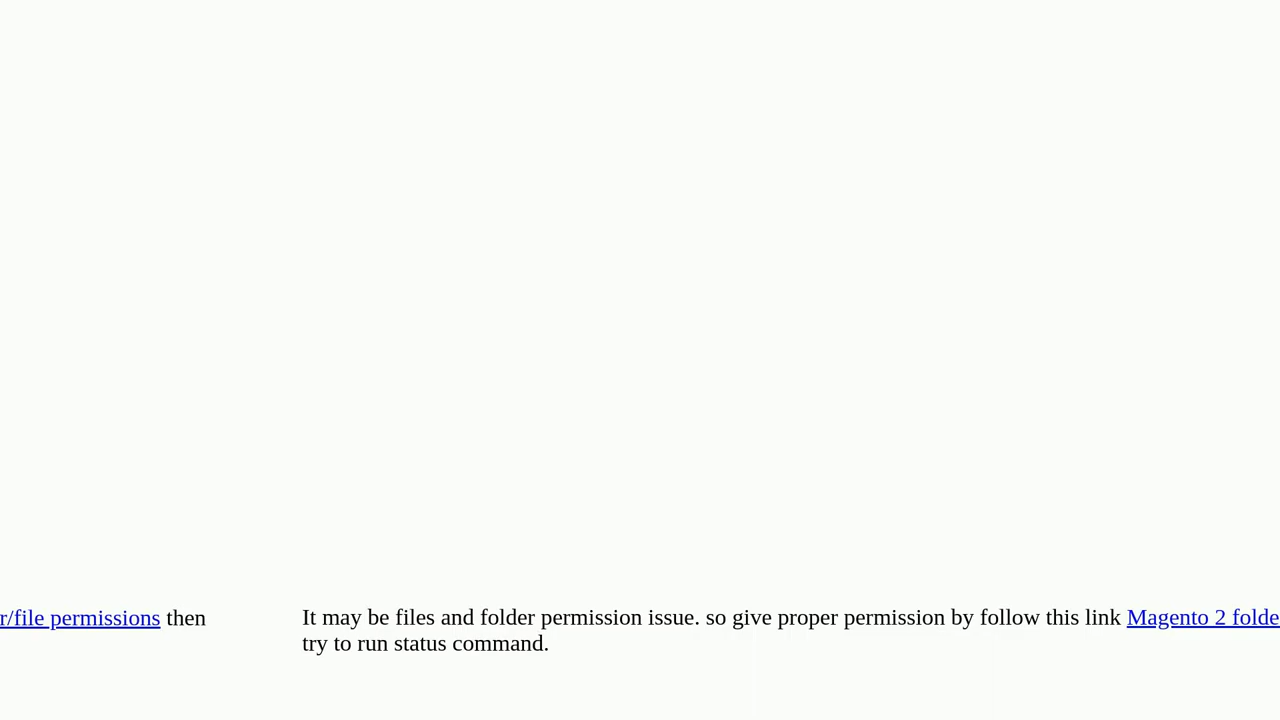 It may be files and folder permission issue. so give proper permission by follow this link Magento 2 folde
r/file permissions then
try to run status command.